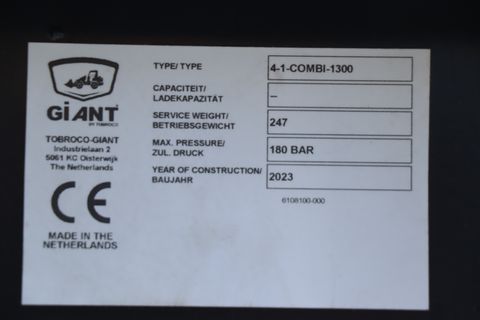 GiANT
BY TOBROCO
TOBROCO-GIANT
Industrielaan 2
5061 KC Oisterwijk
The Netherlands
CE
MADE IN THE
NETHERLANDS
TYPE/ TYPE 4-1-COMBI-1300
CAPACITEIT/
LADEKAPAZITÄT –
SERVICE WEIGHT/
BETRIEBSGEWICHT 247
MAX. PRESSURE/
ZUL. DRUCK 180 BAR
YEAR OF CONSTRUCTION/
BAUJAHR 2023
6108100-000